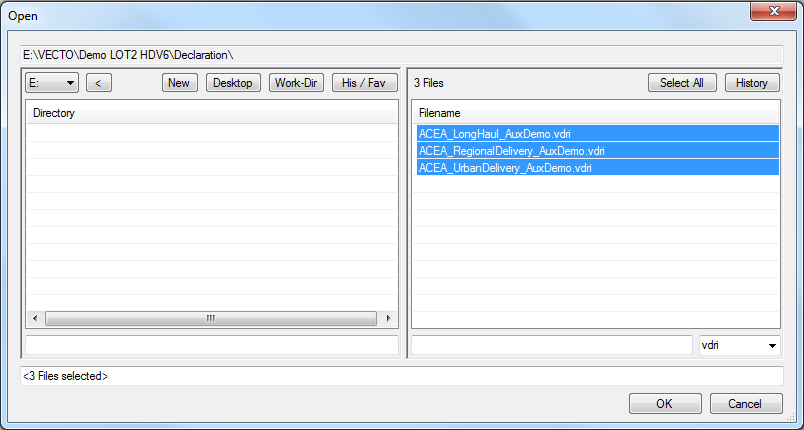 Open
E:\VECTO\Demo LOT2 HDV6\Declaration\
E: < New Desktop Work-Dir His / Fav
3 Files Select All History
Directory
Filename
ACEA_LongHaul_AuxDemo.vdri
ACEA_RegionalDelivery_AuxDemo.vdri
ACEA_UrbanDelivery_AuxDemo.vdri
vdri
<3 Files selected>
OK Cancel